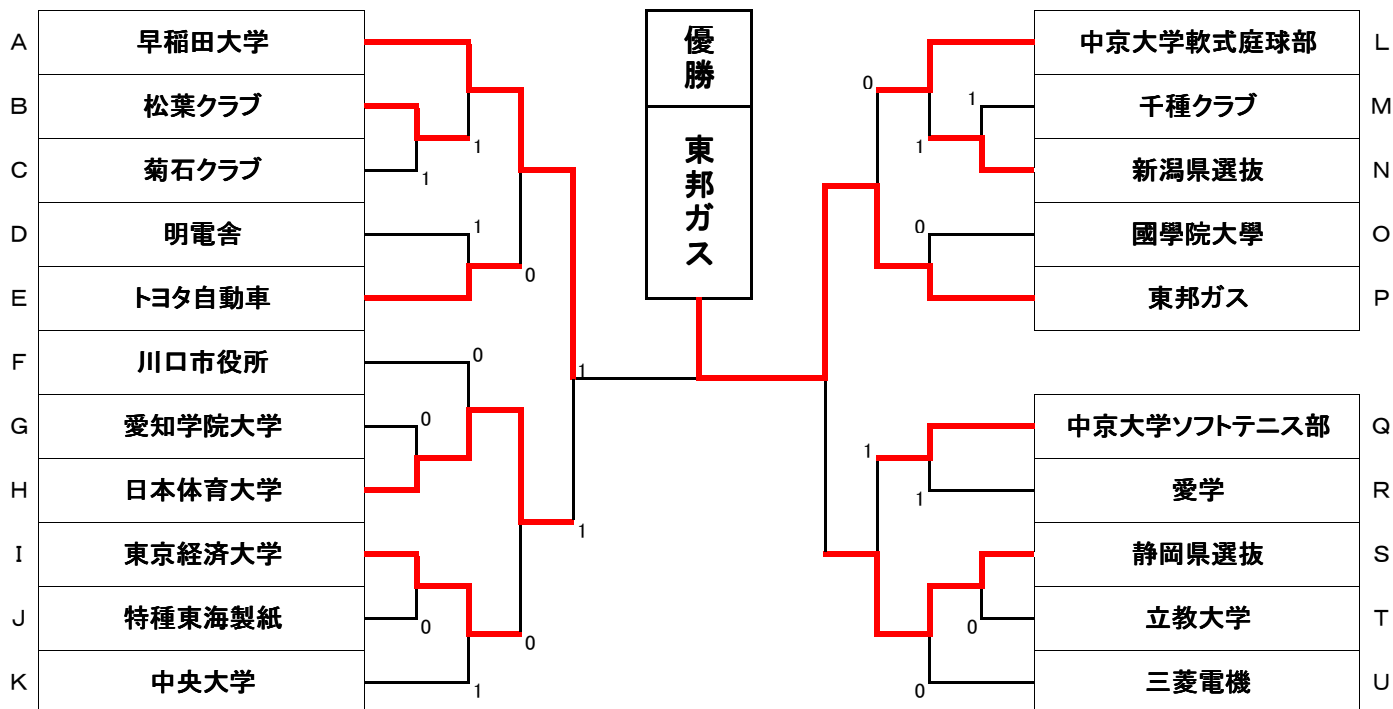 A 早稲田大学
B 松葉クラブ
1
C 菊石クラブ
1
D 明電舎
1
0
E トヨタ自動車
F 川口市役所
0
G 愛知学院大学
0
H 日本体育大学
I 東京経済大学
J 特種東海製紙
0
0
K 中央大学
1
1
1
優勝
東邦ガス
中京大学軟式庭球部 L
0
1
千種クラブ M
1
新潟県選抜 N
0
國學院大學 O
東邦ガス P
中京大学ソフトテニス部 Q
1
1
愛学 R
静岡県選抜 S
0
立教大学 T
0
三菱電機 U